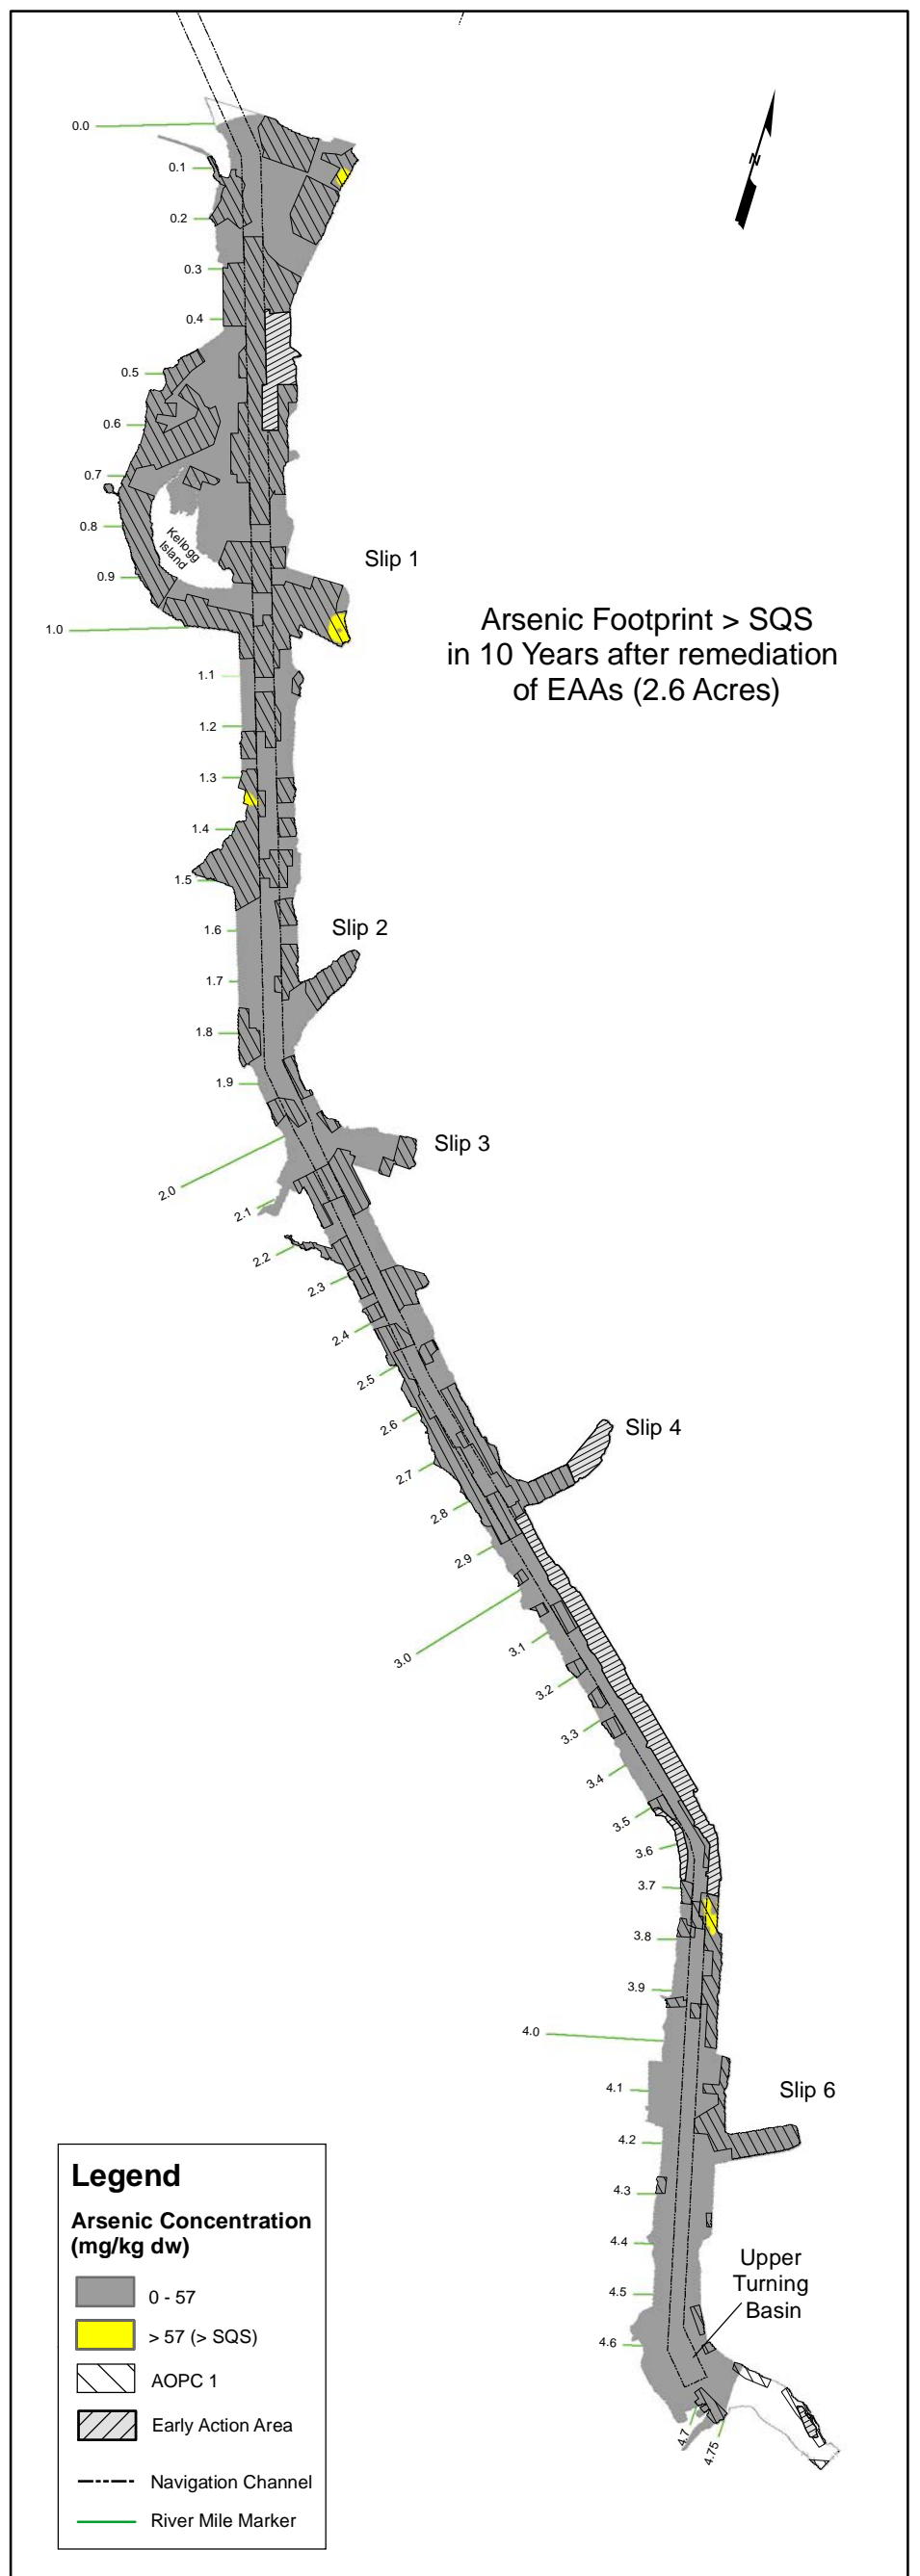 N
0.0
0.1
0.2
0.3
0.4
0.5
0.6
0.7
0.8
Kellogg
Island
0.9
Slip 1
1.0
Arsenic Footprint > SQS
in 10 Years after remediation
of EAAs (2.6 Acres)
1.1
1.2
1.3
1.4
1.5
Slip 2
1.6
1.7
1.8
1.9
Slip 3
2.0
2.1
2.2
2.3
2.4
2.5
2.6
Slip 4
2.7
2.8
2.9
3.0
3.1
3.2
3.3
3.4
3.5
3.6
3.7
3.8
3.9
4.0
4.1
Slip 6
4.2
4.3
4.4
4.5
4.6
Upper
Turning
Basin
4.7
4.75
Legend
Arsenic Concentration
(mg/kg dw)
0 - 57
> 57 (> SQS)
AOPC 1
Early Action Area
Navigation Channel
River Mile Marker